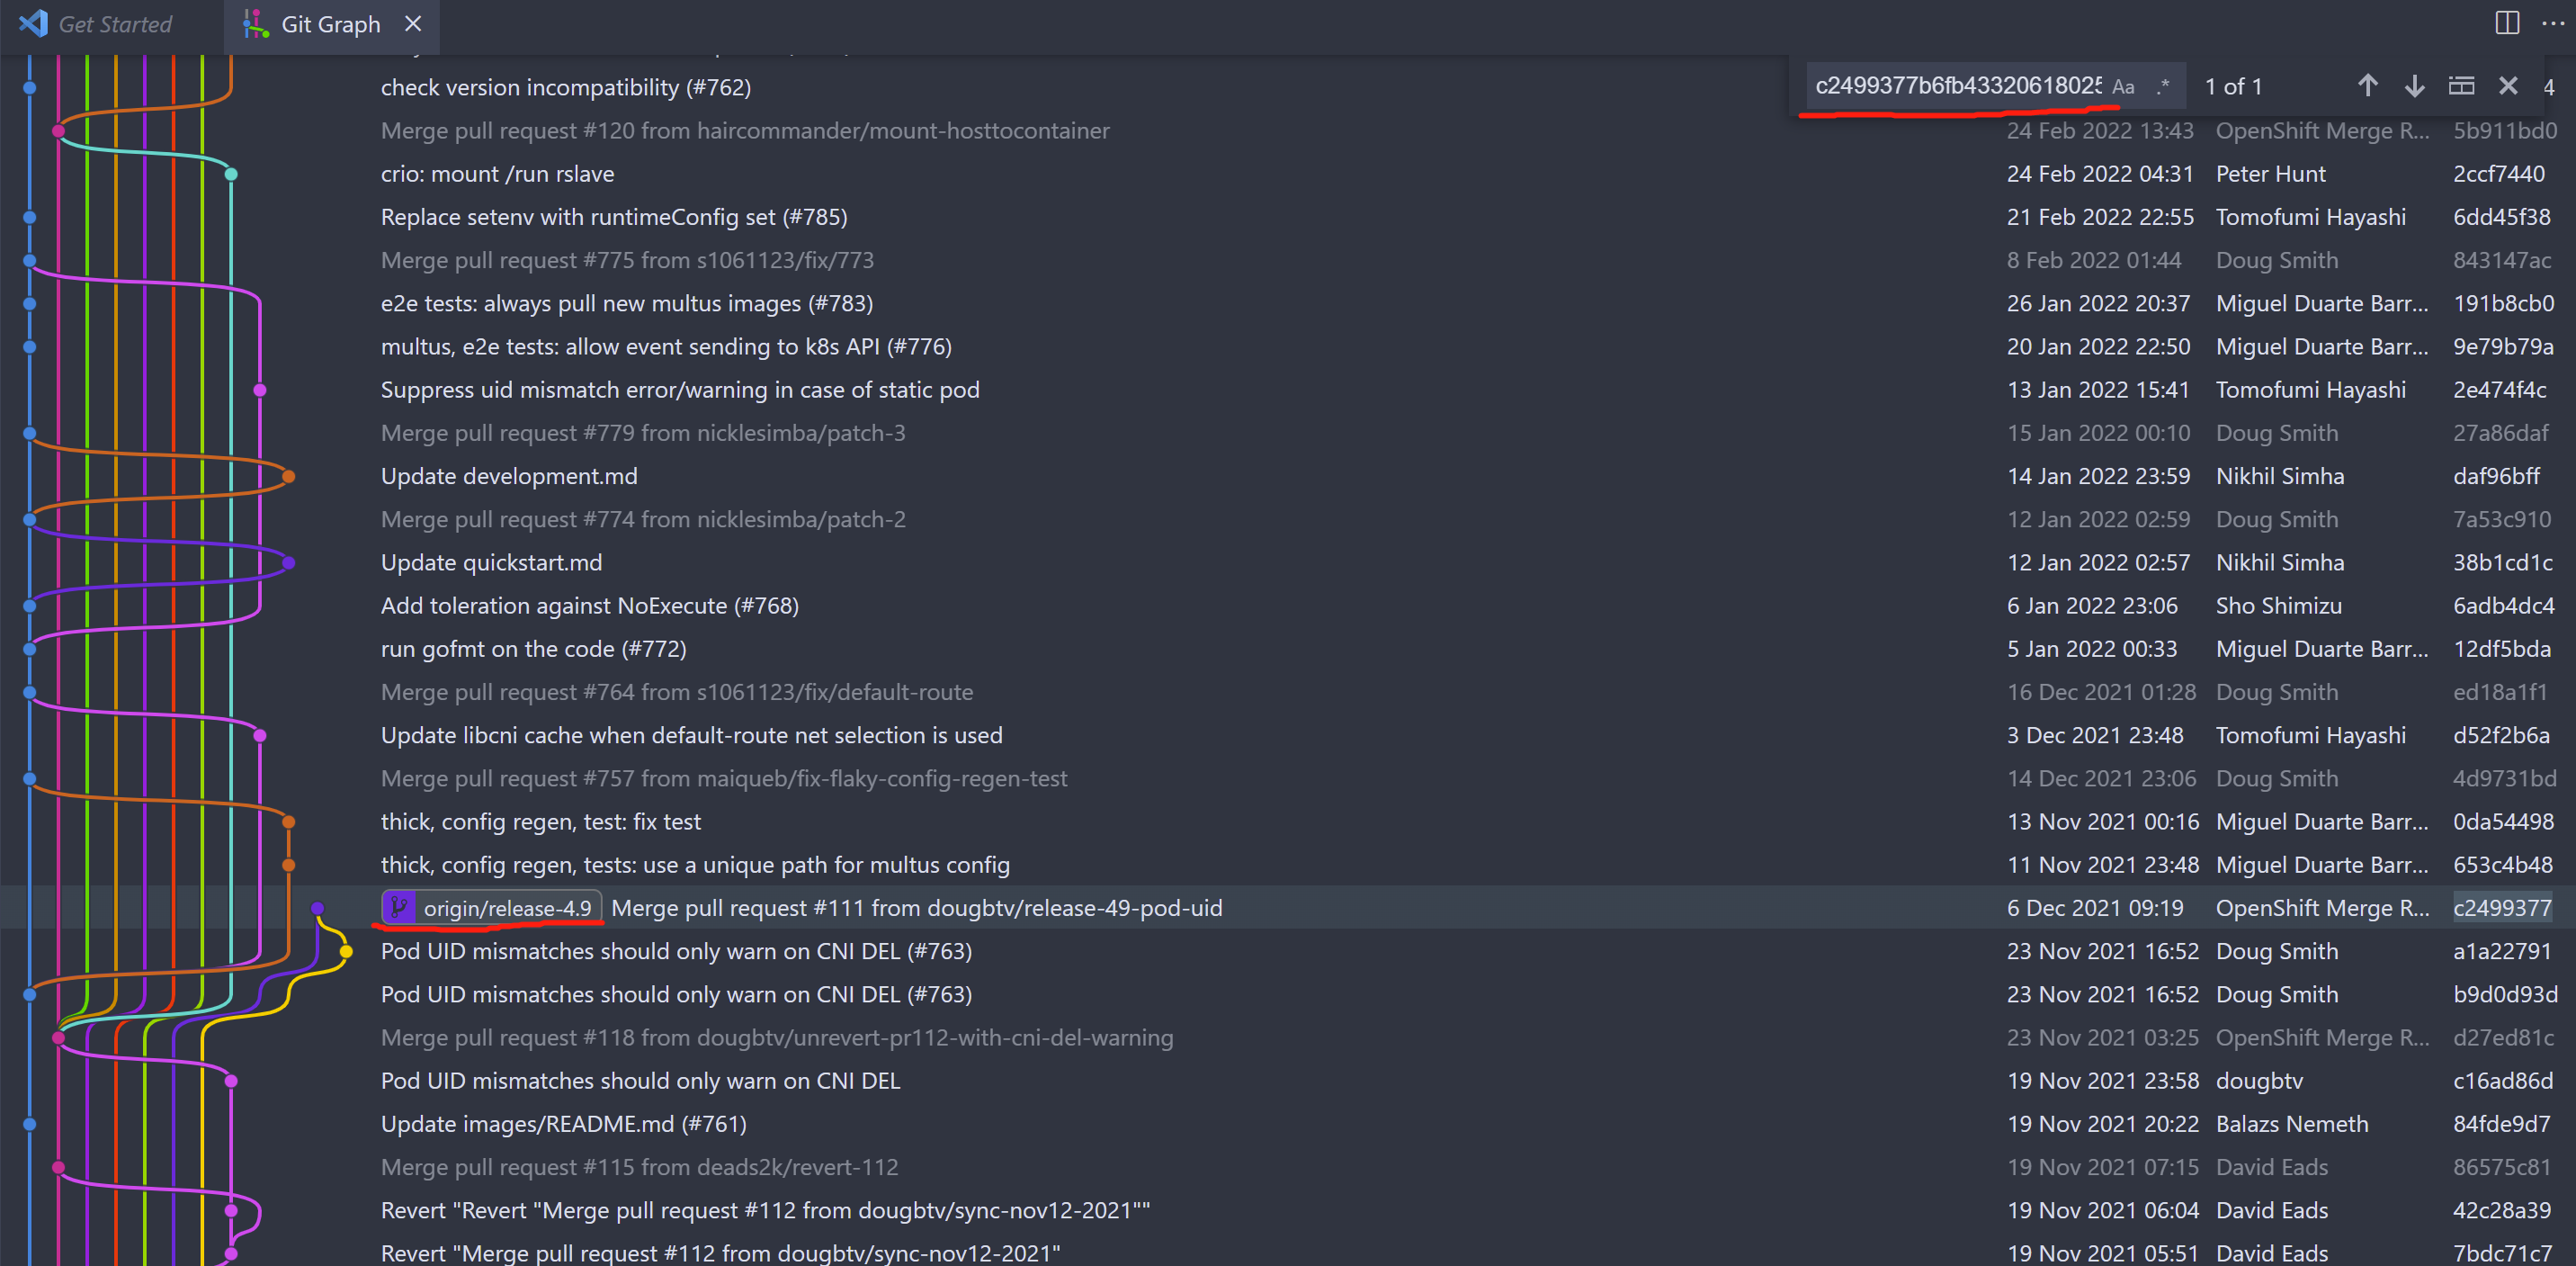 Get Started Git Graph
c2499377b6fb43320618025 Aa .* 1 of 1 4
check version incompatibility (#762)
Merge pull request #120 from haircommander/mount-hosttocontainer 24 Feb 2022 13:43 OpenShift Merge R... 5b911bd0
crio: mount /run rslave 24 Feb 2022 04:31 Peter Hunt 2ccf7440
Replace setenv with runtimeConfig set (#785) 21 Feb 2022 22:55 Tomofumi Hayashi 6dd45f38
Merge pull request #775 from s1061123/fix/773 8 Feb 2022 01:44 Doug Smith 843147ac
e2e tests: always pull new multus images (#783) 26 Jan 2022 20:37 Miguel Duarte Barr... 191b8cb0
multus, e2e tests: allow event sending to k8s API (#776) 20 Jan 2022 22:50 Miguel Duarte Barr... 9e79b79a
Suppress uid mismatch error/warning in case of static pod 13 Jan 2022 15:41 Tomofumi Hayashi 2e474f4c
Merge pull request #779 from nicklesimba/patch-3 15 Jan 2022 00:10 Doug Smith 27a86daf
Update development.md 14 Jan 2022 23:59 Nikhil Simha daf96bff
Merge pull request #774 from nicklesimba/patch-2 12 Jan 2022 02:59 Doug Smith 7a53c910
Update quickstart.md 12 Jan 2022 02:57 Nikhil Simha 38b1cd1c
Add toleration against NoExecute (#768) 6 Jan 2022 23:06 Sho Shimizu 6adb4dc4
run gofmt on the code (#772) 5 Jan 2022 00:33 Miguel Duarte Barr... 12df5bda
Merge pull request #764 from s1061123/fix/default-route 16 Dec 2021 01:28 Doug Smith ed18a1f1
Update libcni cache when default-route net selection is used 3 Dec 2021 23:48 Tomofumi Hayashi d52f2b6a
Merge pull request #757 from maiqueb/fix-flaky-config-regen-test 14 Dec 2021 23:06 Doug Smith 4d9731bd
thick, config regen, test: fix test 13 Nov 2021 00:16 Miguel Duarte Barr... 0da54498
thick, config regen, tests: use a unique path for multus config 11 Nov 2021 23:48 Miguel Duarte Barr... 653c4b48
origin/release-4.9 Merge pull request #111 from dougbtv/release-49-pod-uid 6 Dec 2021 09:19 OpenShift Merge R... c2499377
Pod UID mismatches should only warn on CNI DEL (#763) 23 Nov 2021 16:52 Doug Smith a1a22791
Pod UID mismatches should only warn on CNI DEL (#763) 23 Nov 2021 16:52 Doug Smith b9d0d93d
Merge pull request #118 from dougbtv/unrevert-pr112-with-cni-del-warning 23 Nov 2021 03:25 OpenShift Merge R... d27ed81c
Pod UID mismatches should only warn on CNI DEL 19 Nov 2021 23:58 dougbtv c16ad86d
Update images/README.md (#761) 19 Nov 2021 20:22 Balazs Nemeth 84fde9d7
Merge pull request #115 from deads2k/revert-112 19 Nov 2021 07:15 David Eads 86575c81
Revert "Revert "Merge pull request #112 from dougbtv/sync-nov12-2021"" 19 Nov 2021 06:04 David Eads 42c28a39
Revert "Merge pull request #112 from dougbtv/sync-nov12-2021" 19 Nov 2021 05:51 David Eads 7bdc71c7